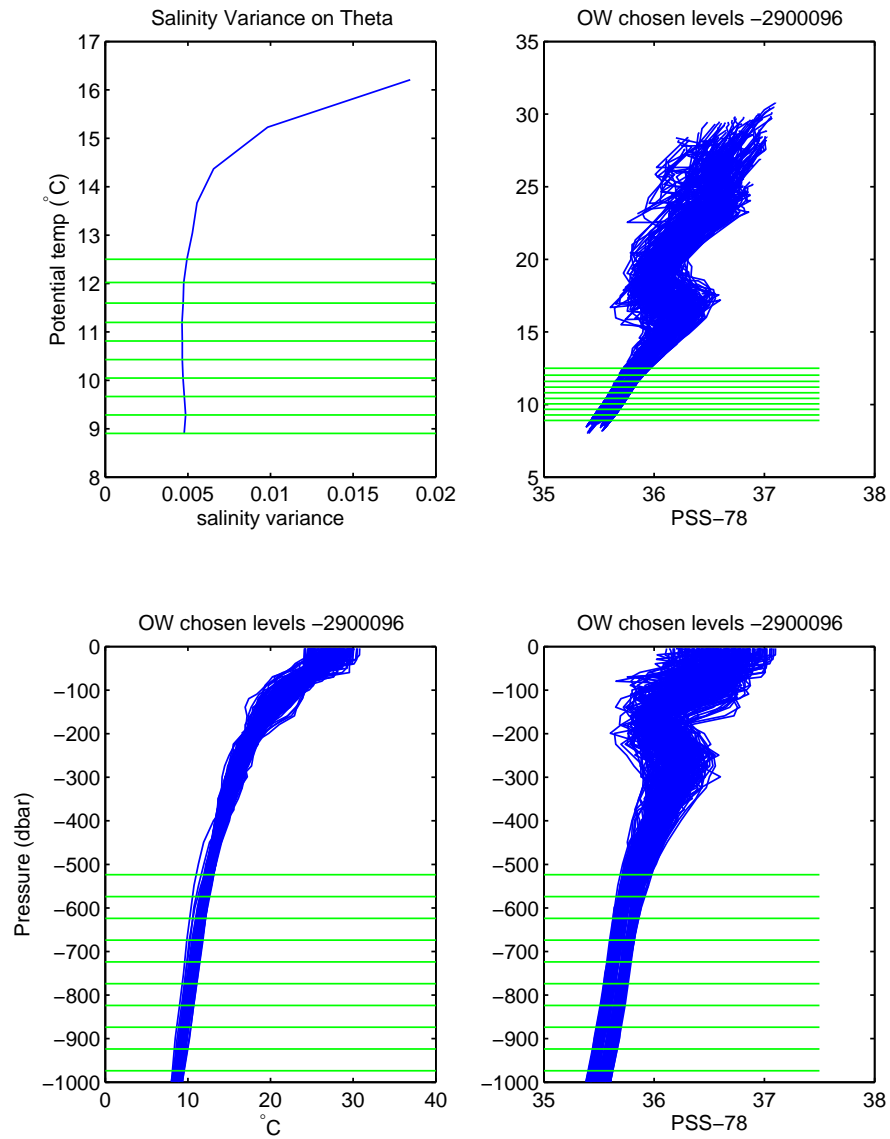 Salinity Variance on Theta
17
16
15
14
13
12
11
10
9
8
Potential temp (°C)
0 0.005 0.01 0.015 0.02
salinity variance
OW chosen levels −2900096
35
30
25
20
15
10
5
35 36 37 38
PSS−78
OW chosen levels −2900096
0
−100
−200
−300
−400
−500
−600
−700
−800
−900
−1000
Pressure (dbar)
0 10 20 30 40
°C
OW chosen levels −2900096
0
−100
−200
−300
−400
−500
−600
−700
−800
−900
−1000
35 36 37 38
PSS−78